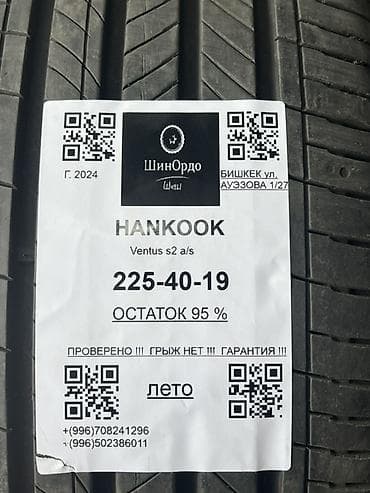 ШинОрдо
Шины
Г. 2024
БИШКЕК ул.
АУЭЗОВА 1/27
HANKOOK
Ventus s2 a/s
225-40-19
ОСТАТОК 95 %
ПРОВЕРЕНО !!! ГРЫЖ НЕТ !!! ГАРАНТИЯ !!!
лето
+(996)708241296
+(996)502386011